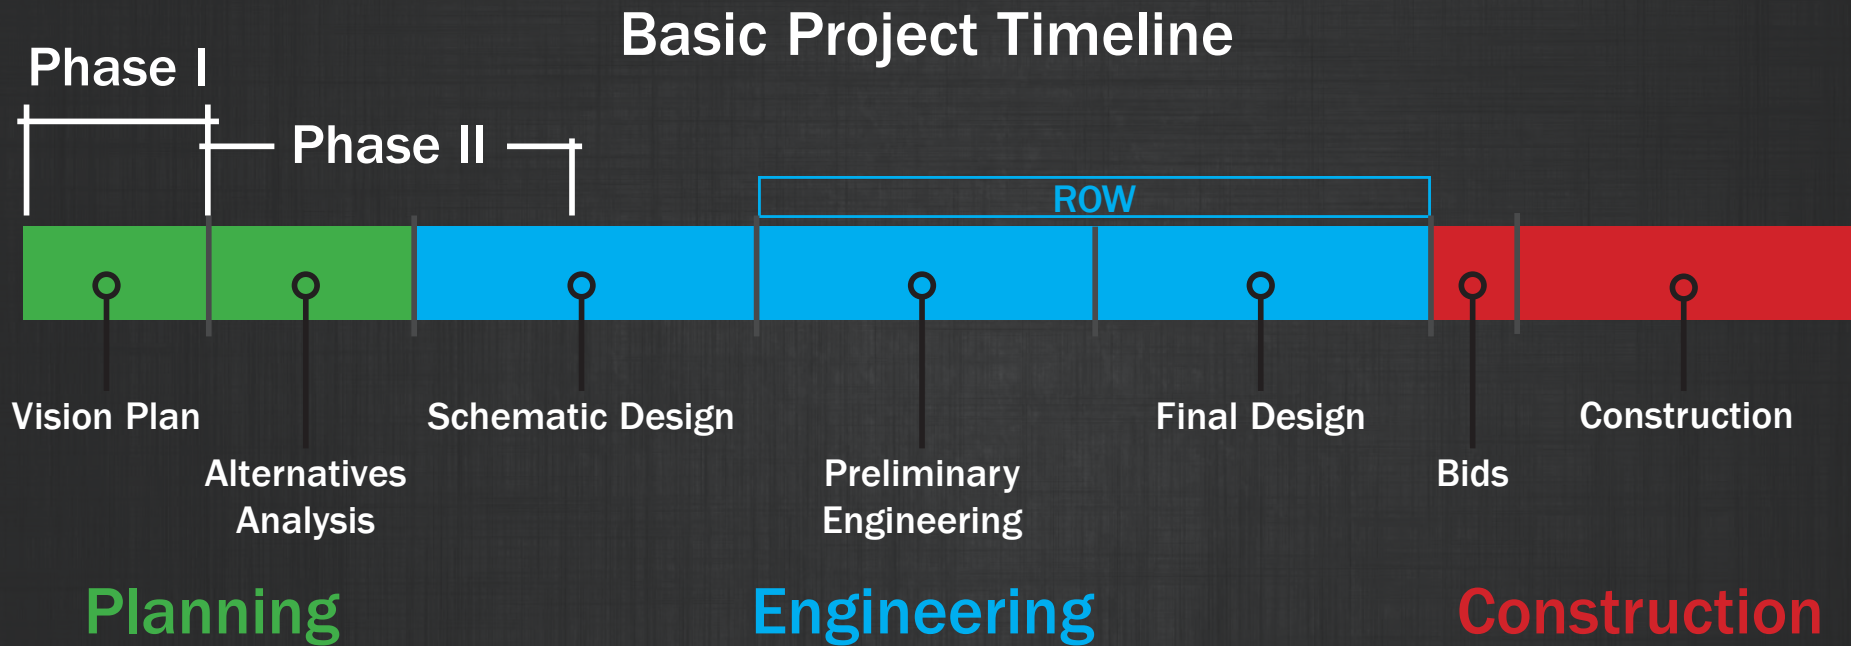 Basic Project Timeline
Phase I
Phase II
ROW
Vision Plan
Alternatives
Analysis
Schematic Design
Preliminary
Engineering
Final Design
Bids
Construction
Planning
Engineering
Construction